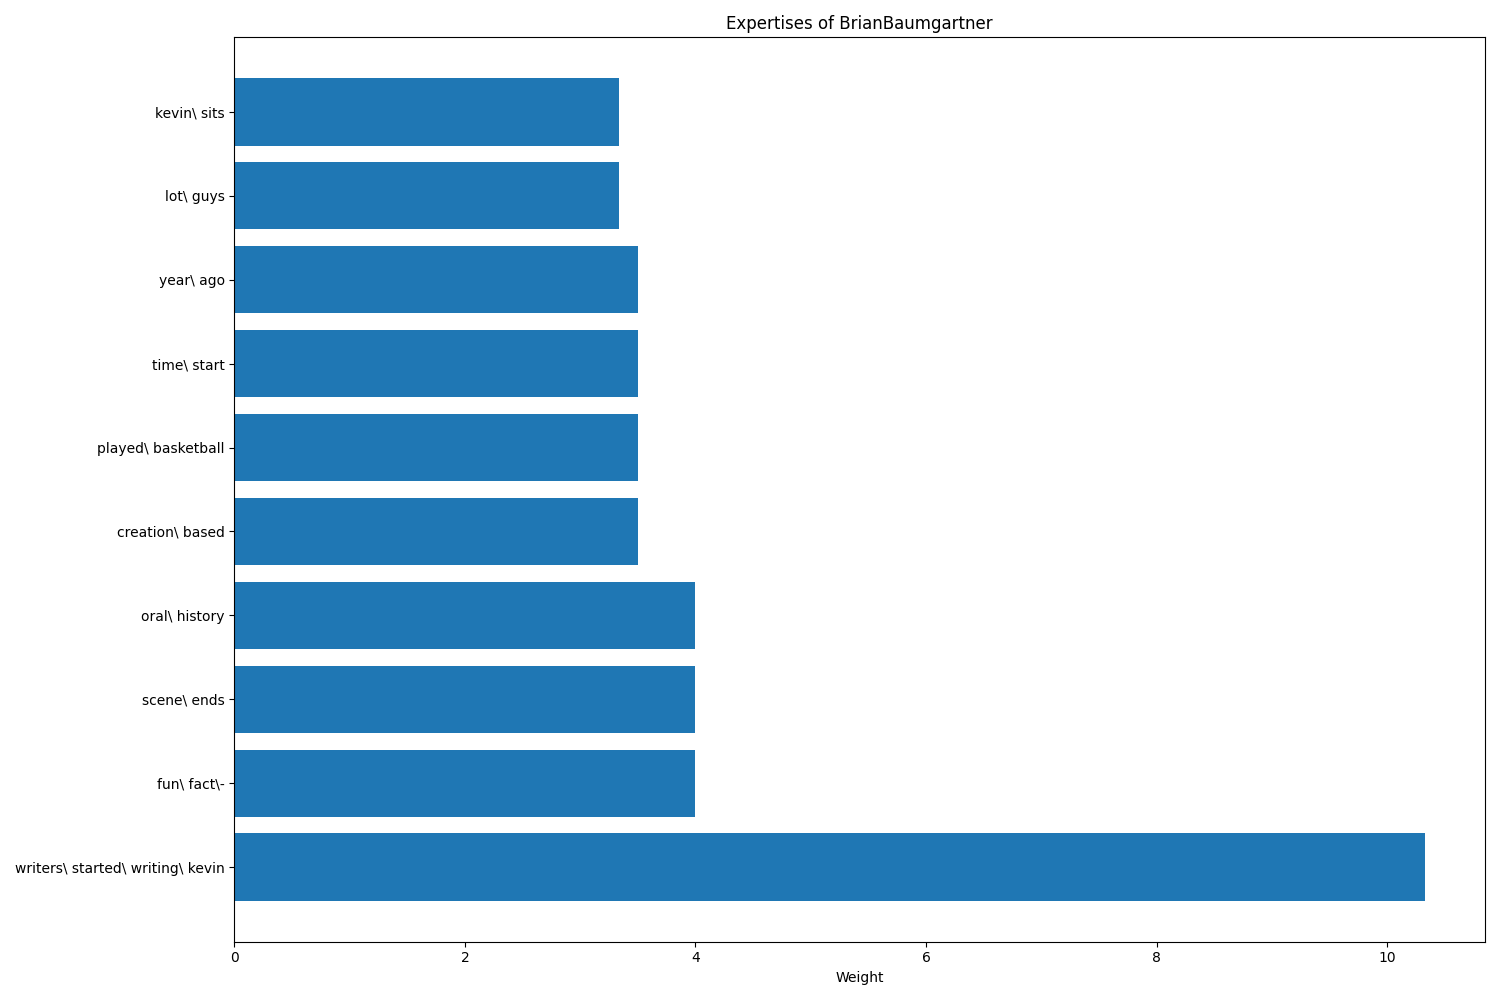 Expertises of BrianBaumgartner
kevin\ sits
lot\ guys
year\ ago
time\ start
played\ basketball
creation\ based
oral\ history
scene\ ends
fun\ fact\-
writers\ started\ writing\ kevin
0 2 4 6 8 10
Weight